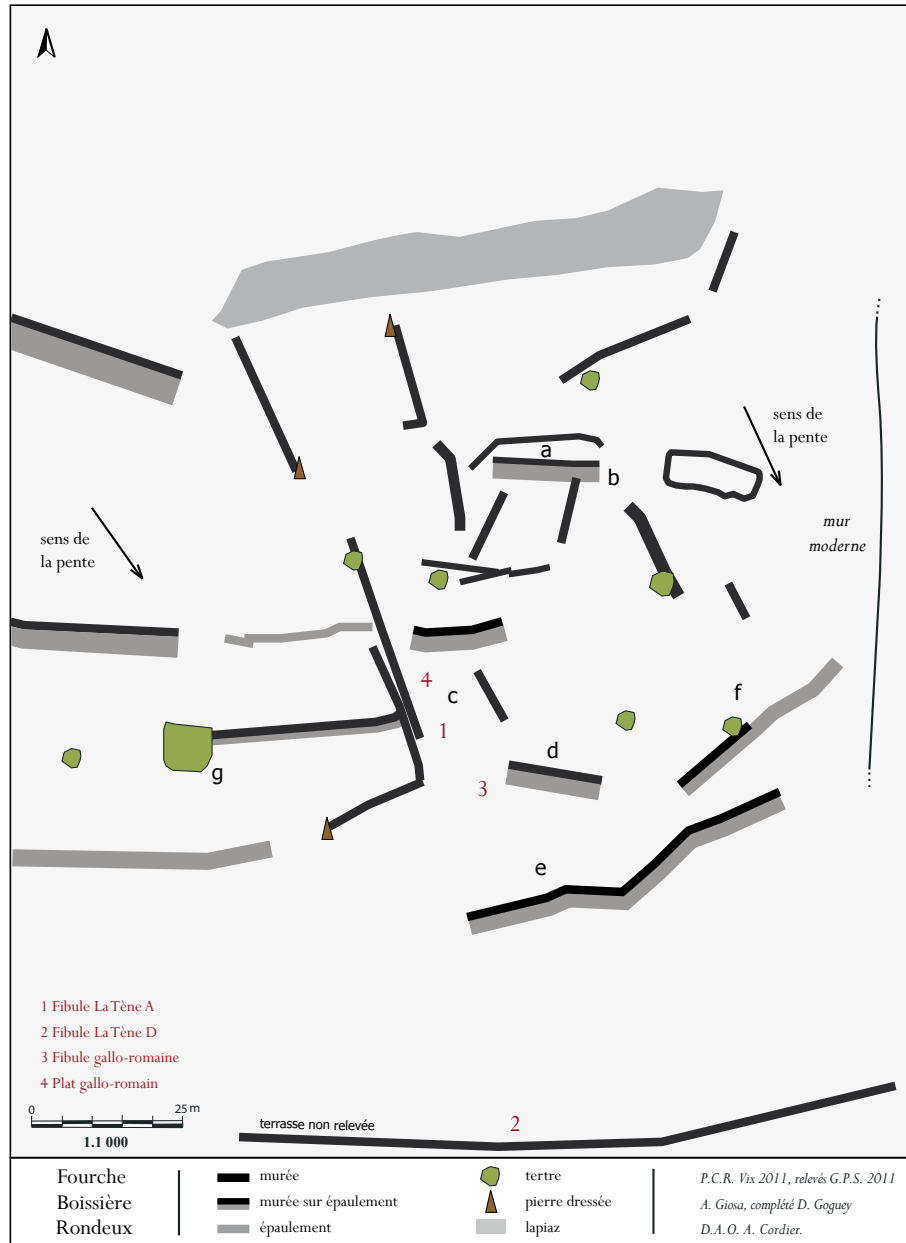 a
b
sens de
la pente
mur
moderne
sens de
la pente
4
c
f
1
d
g
3
e
1 Fibule La Tène A
2 Fibule La Tène D
3 Fibule gallo-romaine
4 Plat gallo-romain
0 25 m
1.1 000
terrasse non relevée
2
Fourche
Boissière
Rondeux
murée
murée sur épaulement
épaulement
tertre
pierre dressée
lapiaz
P.C.R. Vix 2011, relevés G.P.S. 2011
A. Giosa, complété D. Goguey
D.A.O. A. Cordier.